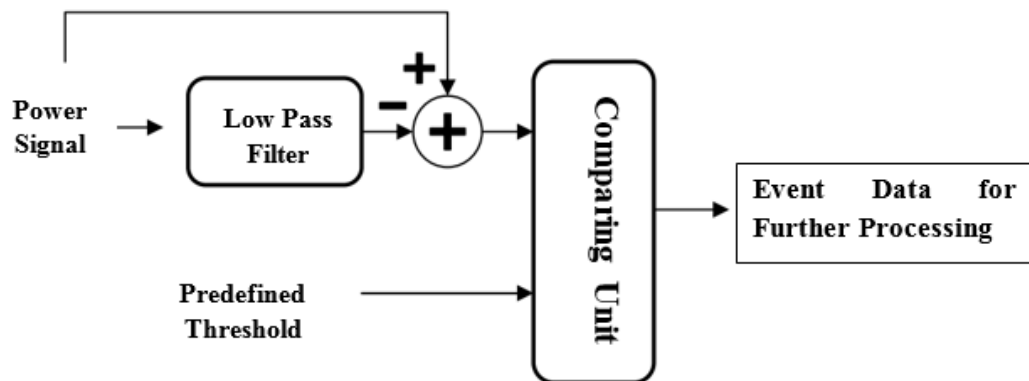 Power
Signal
Low Pass
Filter
+
-
+
Comparing Unit
Event Data for
Further Processing
Predefined
Threshold